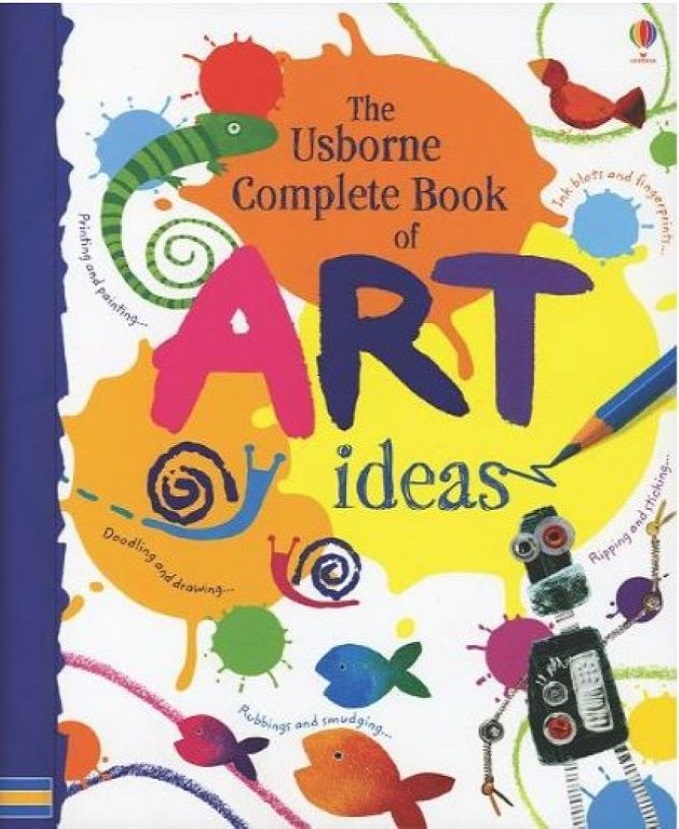 The
Usborne
Complete Book
of
ART
ideas
Ink blots and fingerprints...
Printing and painting...
Doodling and drawing...
Ripping and sticking...
Rubbings and smudging...